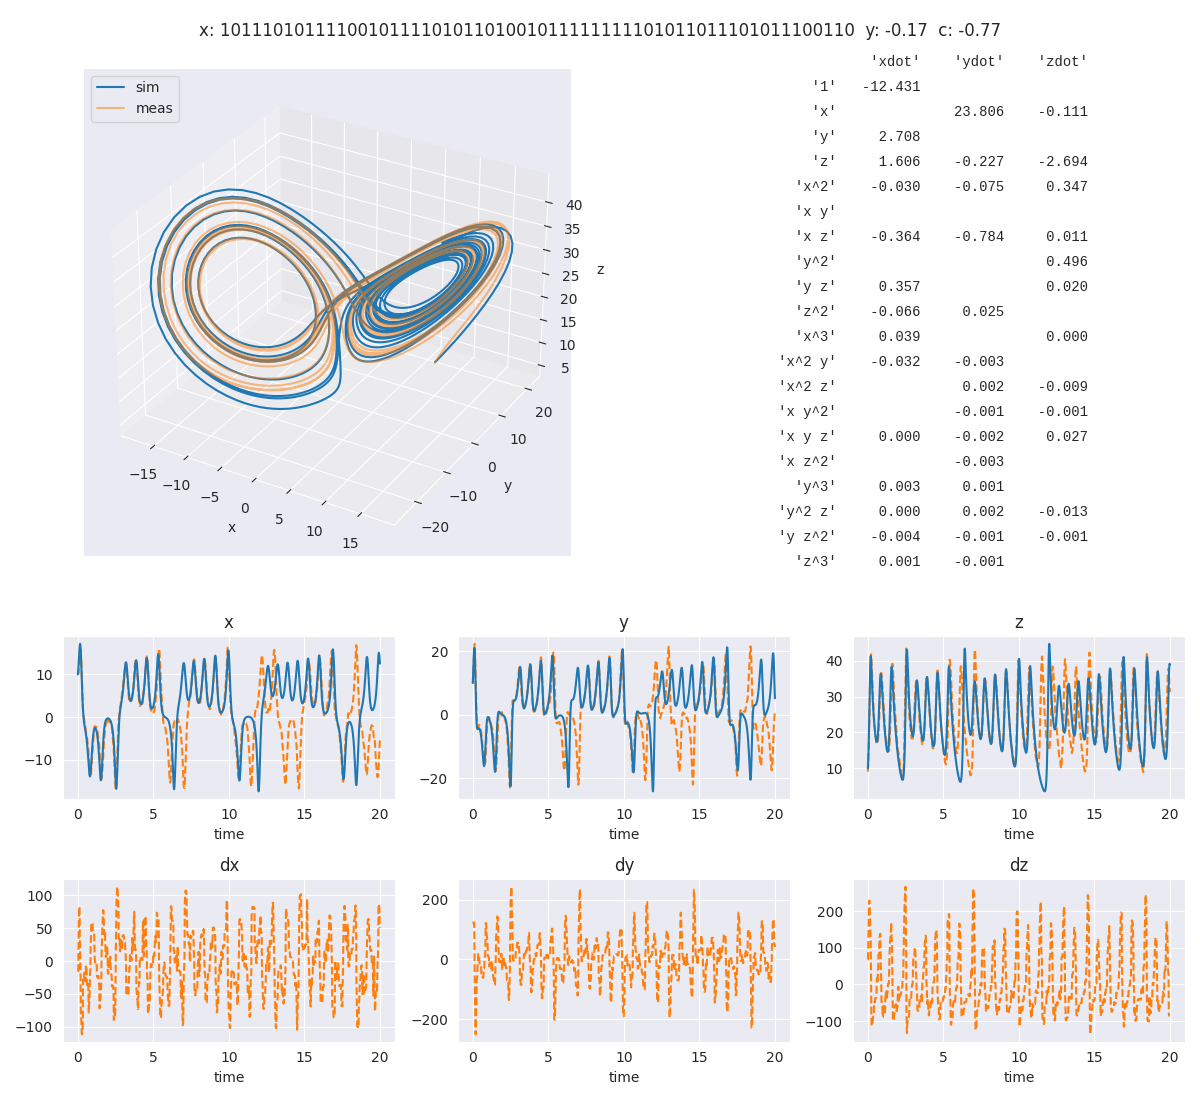 x: 101110101111001011110101101001011111111101011011101011100110 y: -0.17 c: -0.77
sim
meas
40
35
30
25
20
15
10
5
z
20
10
0
−10
−20
y
−15
−10
−5
0
5
10
15
x
'xdot' 'ydot' 'zdot'
'1' -12.431
'x' 23.806 -0.111
'y' 2.708
'z' 1.606 -0.227 -2.694
'x^2' -0.030 -0.075 0.347
'x y'
'x z' -0.364 -0.784 0.011
'y^2' 0.496
'y z' 0.357 0.020
'z^2' -0.066 0.025
'x^3' 0.039 0.000
'x^2 y' -0.032 -0.003
'x^2 z' 0.002 -0.009
'x y^2' -0.001 -0.001
'x y z' 0.000 -0.002 0.027
'x z^2' -0.003
'y^3' 0.003 0.001
'y^2 z' 0.000 0.002 -0.013
'y z^2' -0.004 -0.001 -0.001
'z^3' 0.001 -0.001
x
10
0
−10
0 5 10 15 20
time
y
20
0
−20
0 5 10 15 20
time
z
40
30
20
10
0 5 10 15 20
time
dx
100
50
0
−50
−100
0 5 10 15 20
time
dy
200
0
−200
0 5 10 15 20
time
dz
200
100
0
−100
0 5 10 15 20
time